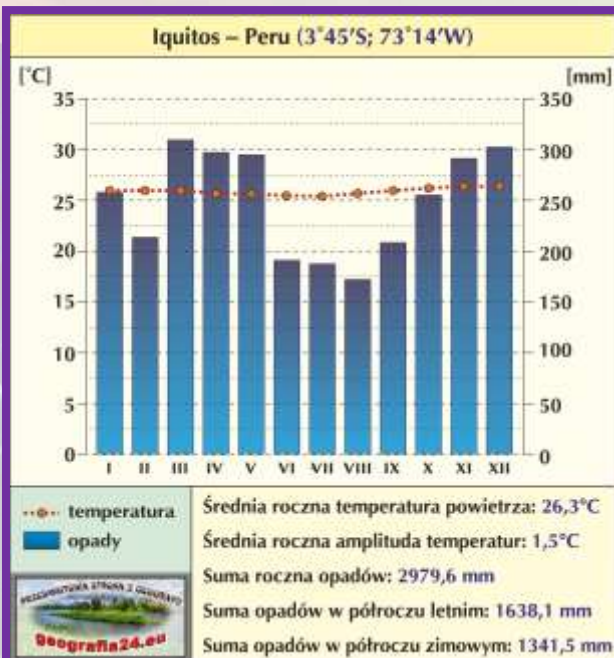 Iquitos – Peru (3°45′S; 73°14′W)
[°C]
[mm]
35
350
30
300
25
250
20
200
15
150
10
100
5
50
0
0
I II III IV V VI VII VIII IX X XI XII
temperatura
opady
geografia24.eu
Średnia roczna temperatura powietrza: 26,3°C
Średnia roczna amplituda temperatur: 1,5°C
Suma roczna opadów: 2979,6 mm
Suma opadów w półroczu letnim: 1638,1 mm
Suma opadów w półroczu zimowym: 1341,5 mm